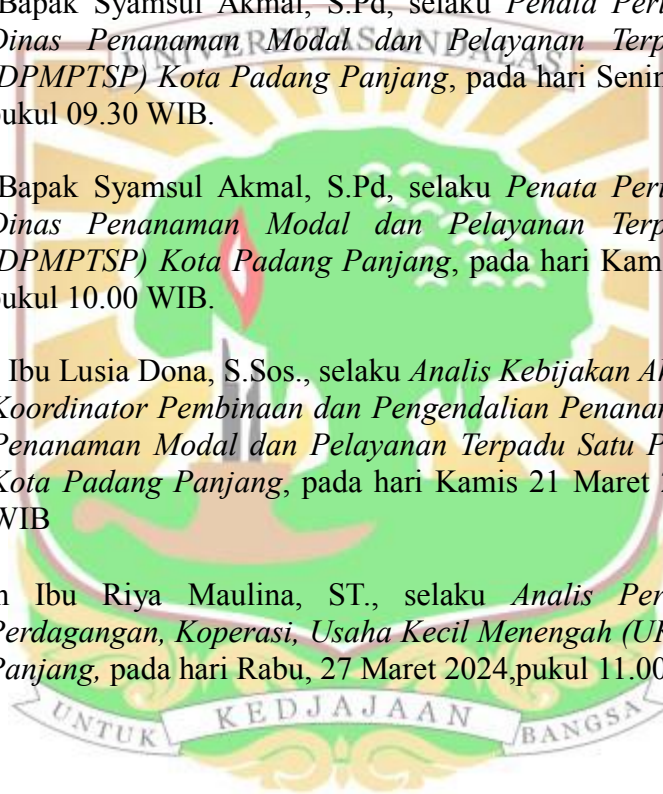 Bapak Syamsul Akmal, S.Pd, selaku Penata Peri
Dinas Penanaman Modal dan Pelayanan Terp
(DPMPTSP) Kota Padang Panjang, pada hari Senin
pukul 09.30 WIB.
Bapak Syamsul Akmal, S.Pd, selaku Penata Peri
Dinas Penanaman Modal dan Pelayanan Terp
(DPMPTSP) Kota Padang Panjang, pada hari Kam
pukul 10.00 WIB.
Ibu Lusia Dona, S.Sos., selaku Analis Kebijakan A
Koordinator Pembinaan dan Pengendalian Penanan
Penanaman Modal dan Pelayanan Terpadu Satu P
Kota Padang Panjang, pada hari Kamis 21 Maret
WIB
n Ibu Riya Maulina, ST., selaku Analis Per
Perdagangan, Koperasi, Usaha Kecil Menengah (U
Panjang, pada hari Rabu, 27 Maret 2024,pukul 11.00
UNIVERSITAS ANDALAS
UNTUK KEDJAJAAN BANGSA